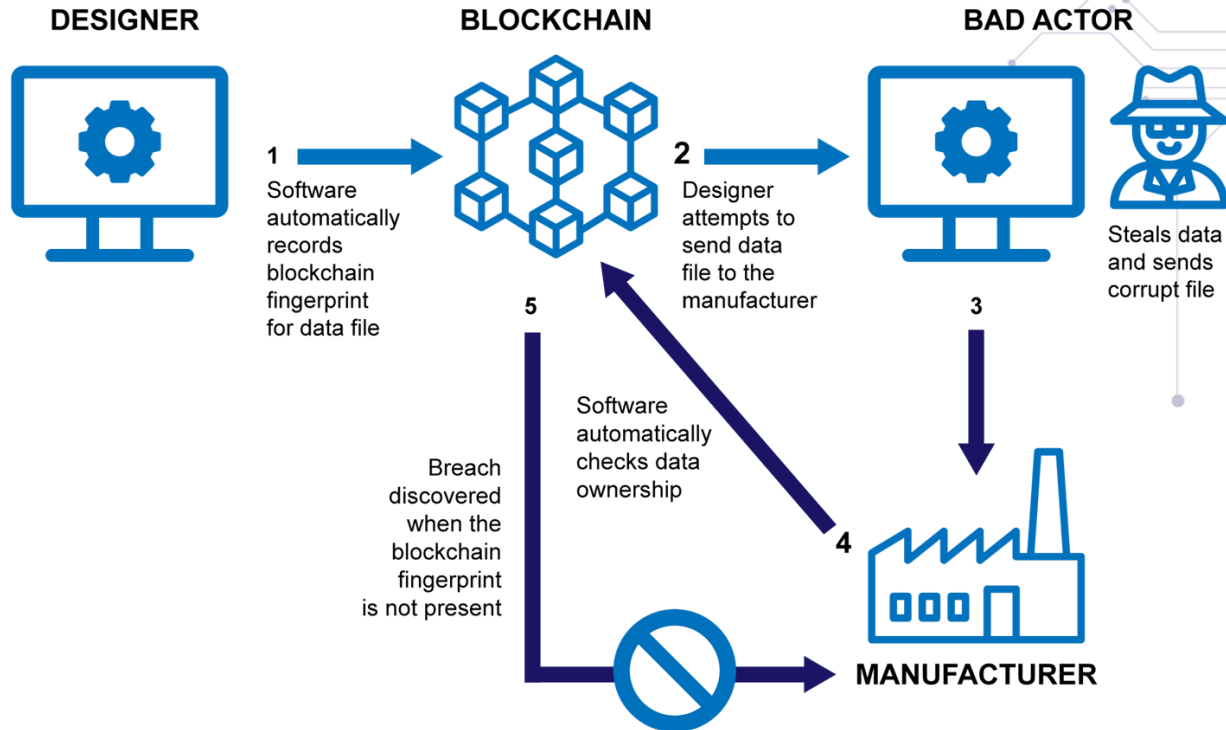 DESIGNER
BLOCKCHAIN
BAD ACTOR
1
Software
automatically
records
blockchain
fingerprint
for data file
2
Designer
attempts to
send data
file to the
manufacturer
Steals data
and sends
corrupt file
3
5
Software
automatically
checks data
ownership
Breach
discovered
when the
blockchain
fingerprint
is not present
4
MANUFACTURER